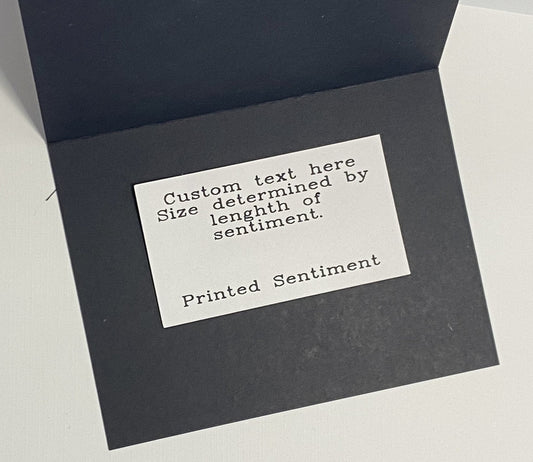 Custom text here
Size determined by
lenghth of
sentiment.
Printed Sentiment